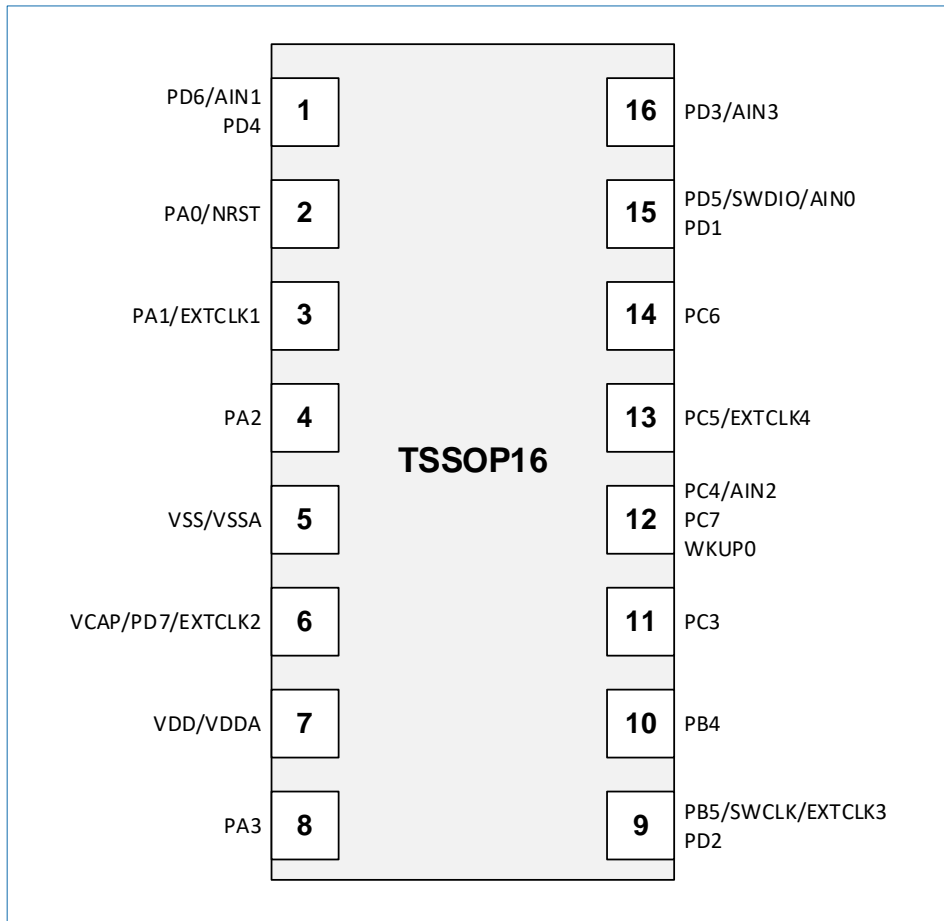 PD6/AIN1
PD4
1
PA0/NRST
2
PA1/EXTCLK1
3
PA2
4
VSS/VSSA
5
VCAP/PD7/EXTCLK2
6
VDD/VDDA
7
PA3
8
TSSOP16
16
PD3/AIN3
15
PD5/SWDIO/AIN0
PD1
14
PC6
13
PC5/EXTCLK4
12
PC4/AIN2
PC7
WKUP0
11
PC3
10
PB4
9
PB5/SWCLK/EXTCLK3
PD2